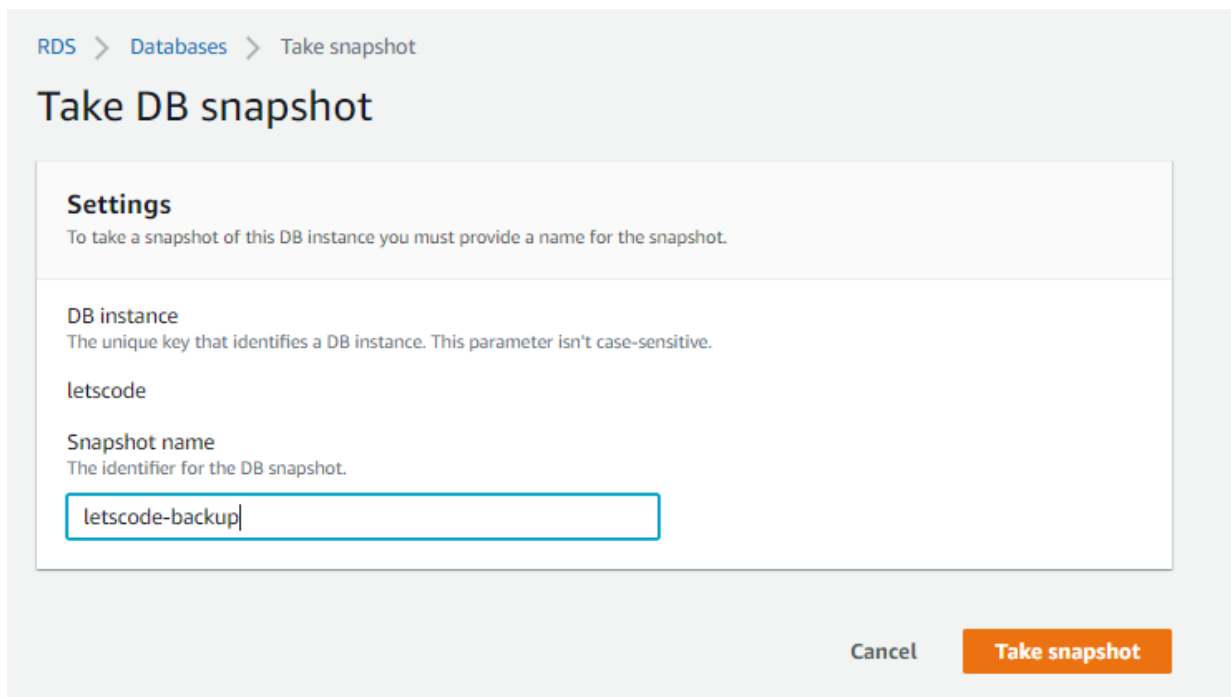 RDS > Databases > Take snapshot
Take DB snapshot
Settings
To take a snapshot of this DB instance you must provide a name for the snapshot.
DB instance
The unique key that identifies a DB instance. This parameter isn't case-sensitive.
letscode
Snapshot name
The identifier for the DB snapshot.
letscode-backup
Cancel Take snapshot